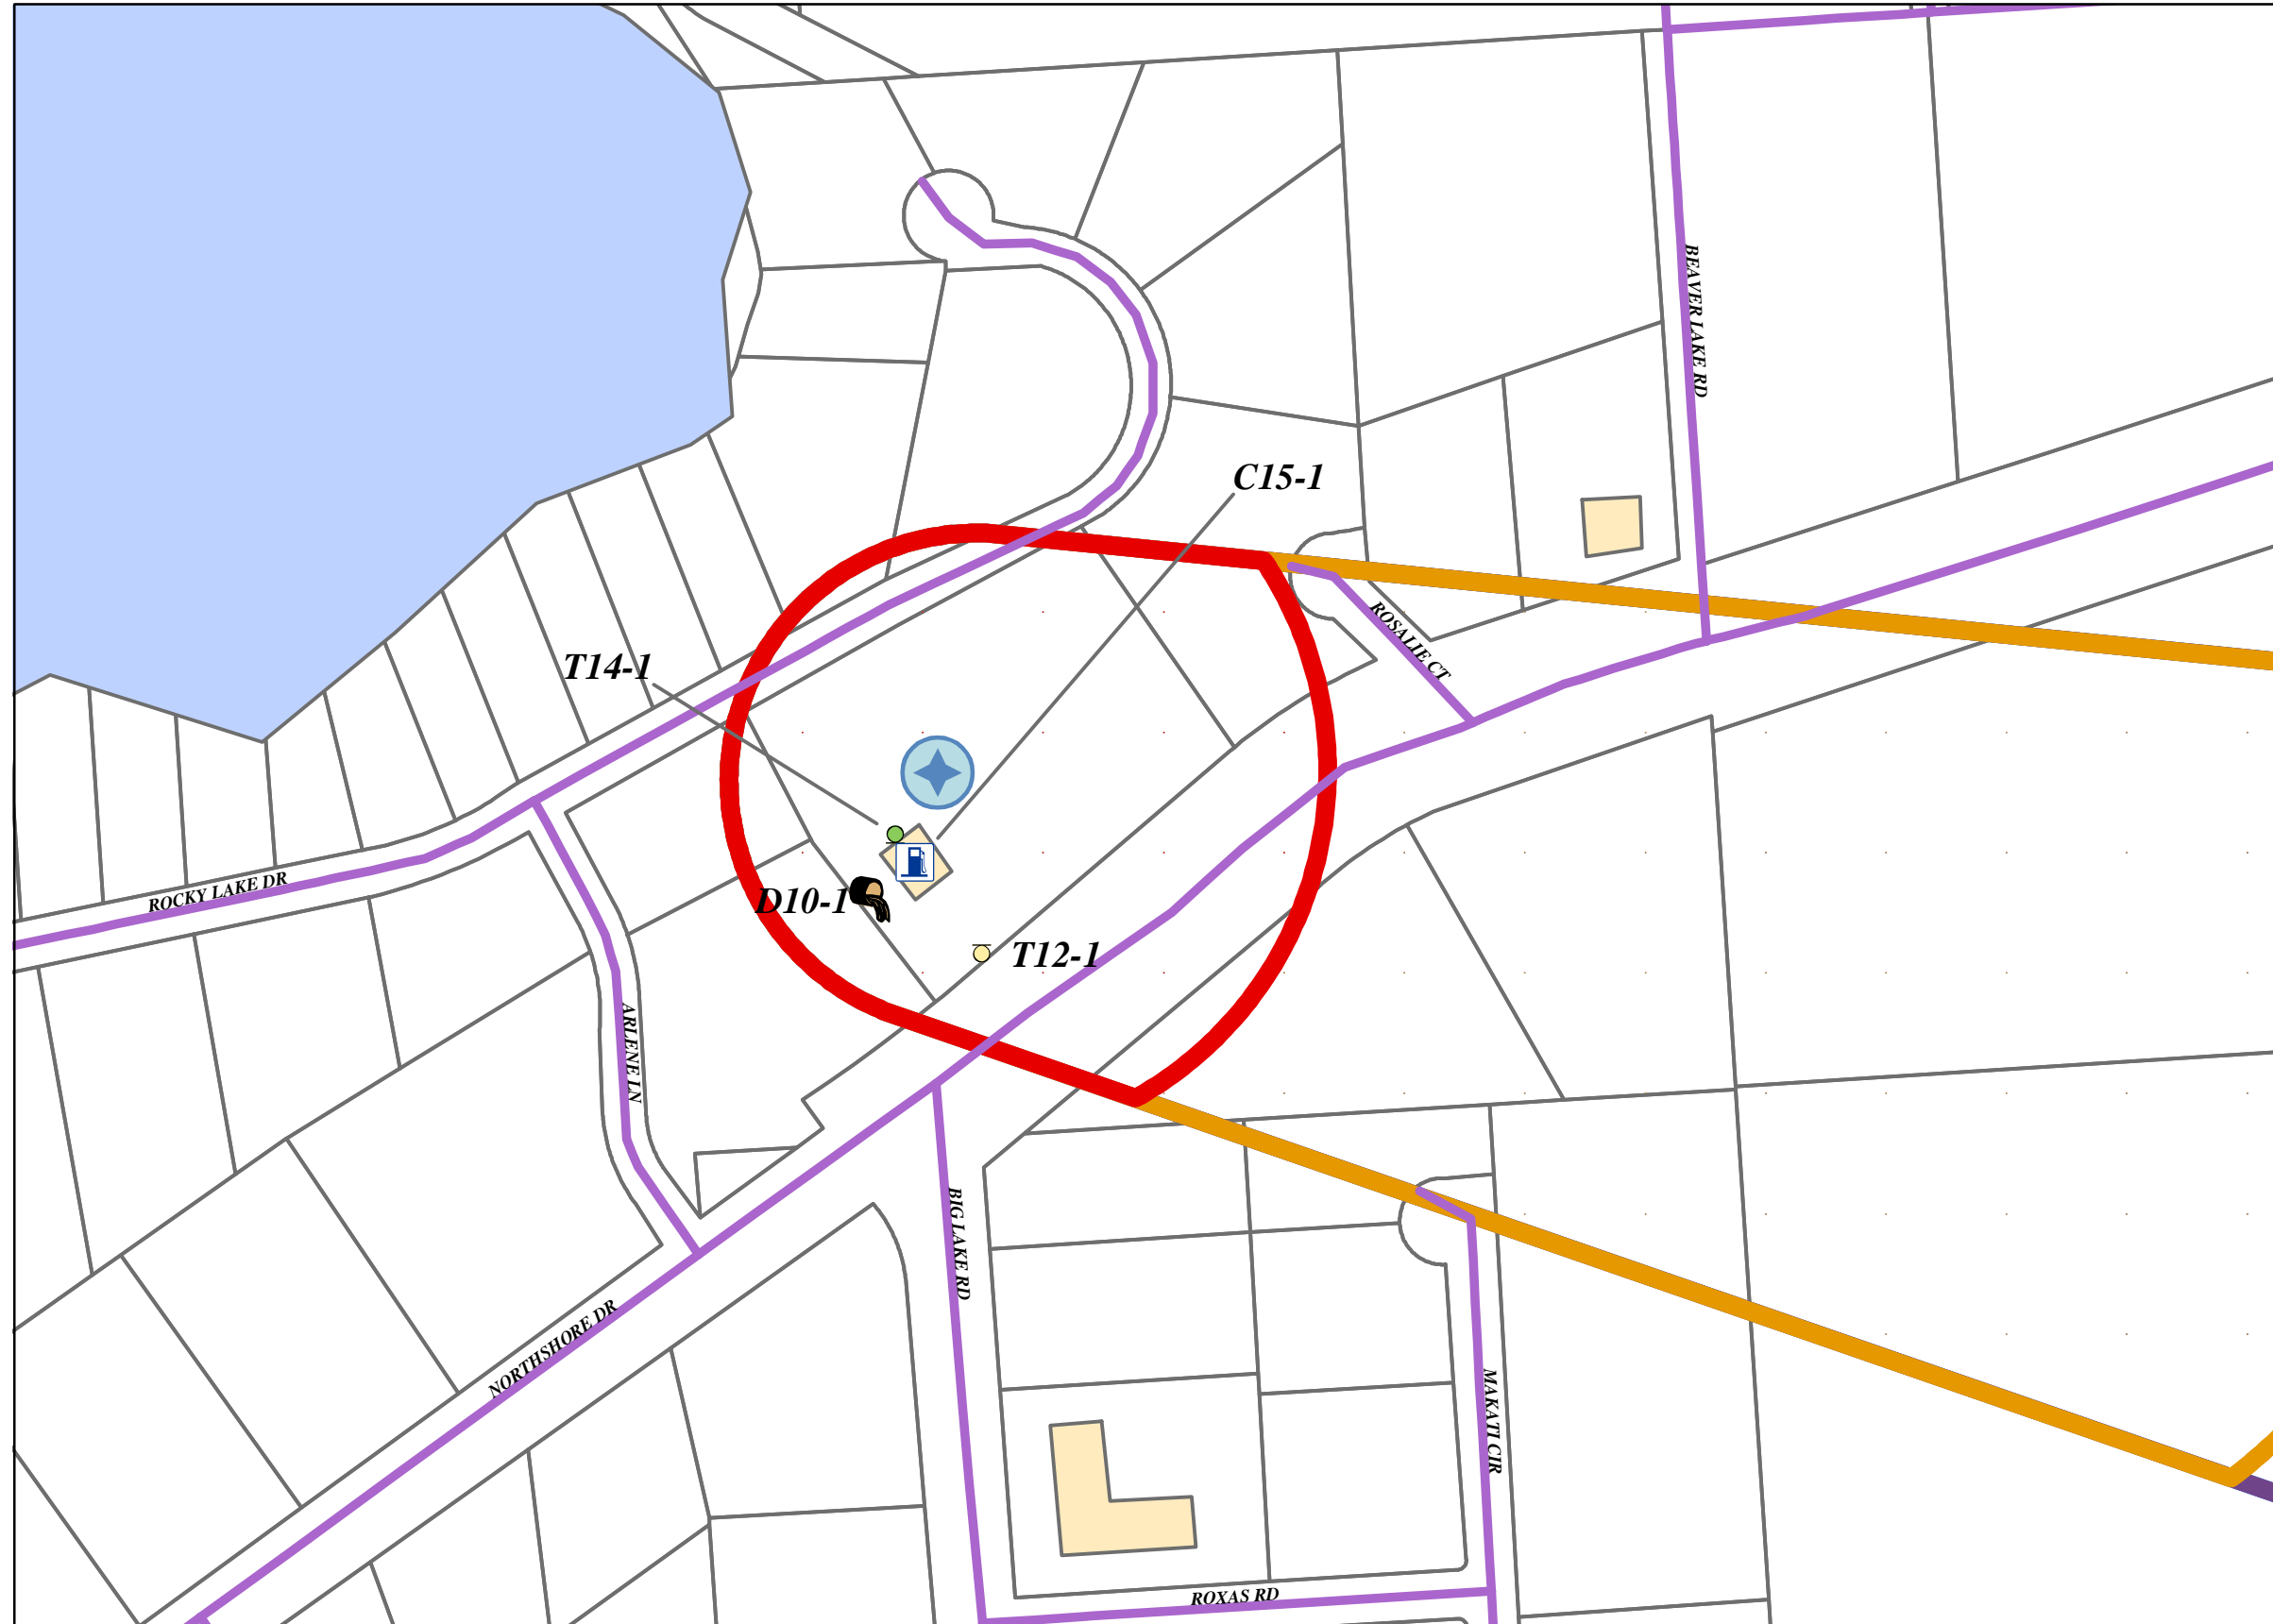 BEAVER LAKE RD
C15-1
ROSALIE CT
T14-1
ROCKY LAKE DR
D10-1
T12-1
ARLENE LN
BIG LAKE RD
NORTHSHORE DR
MAKATI CIR
ROXAS RD